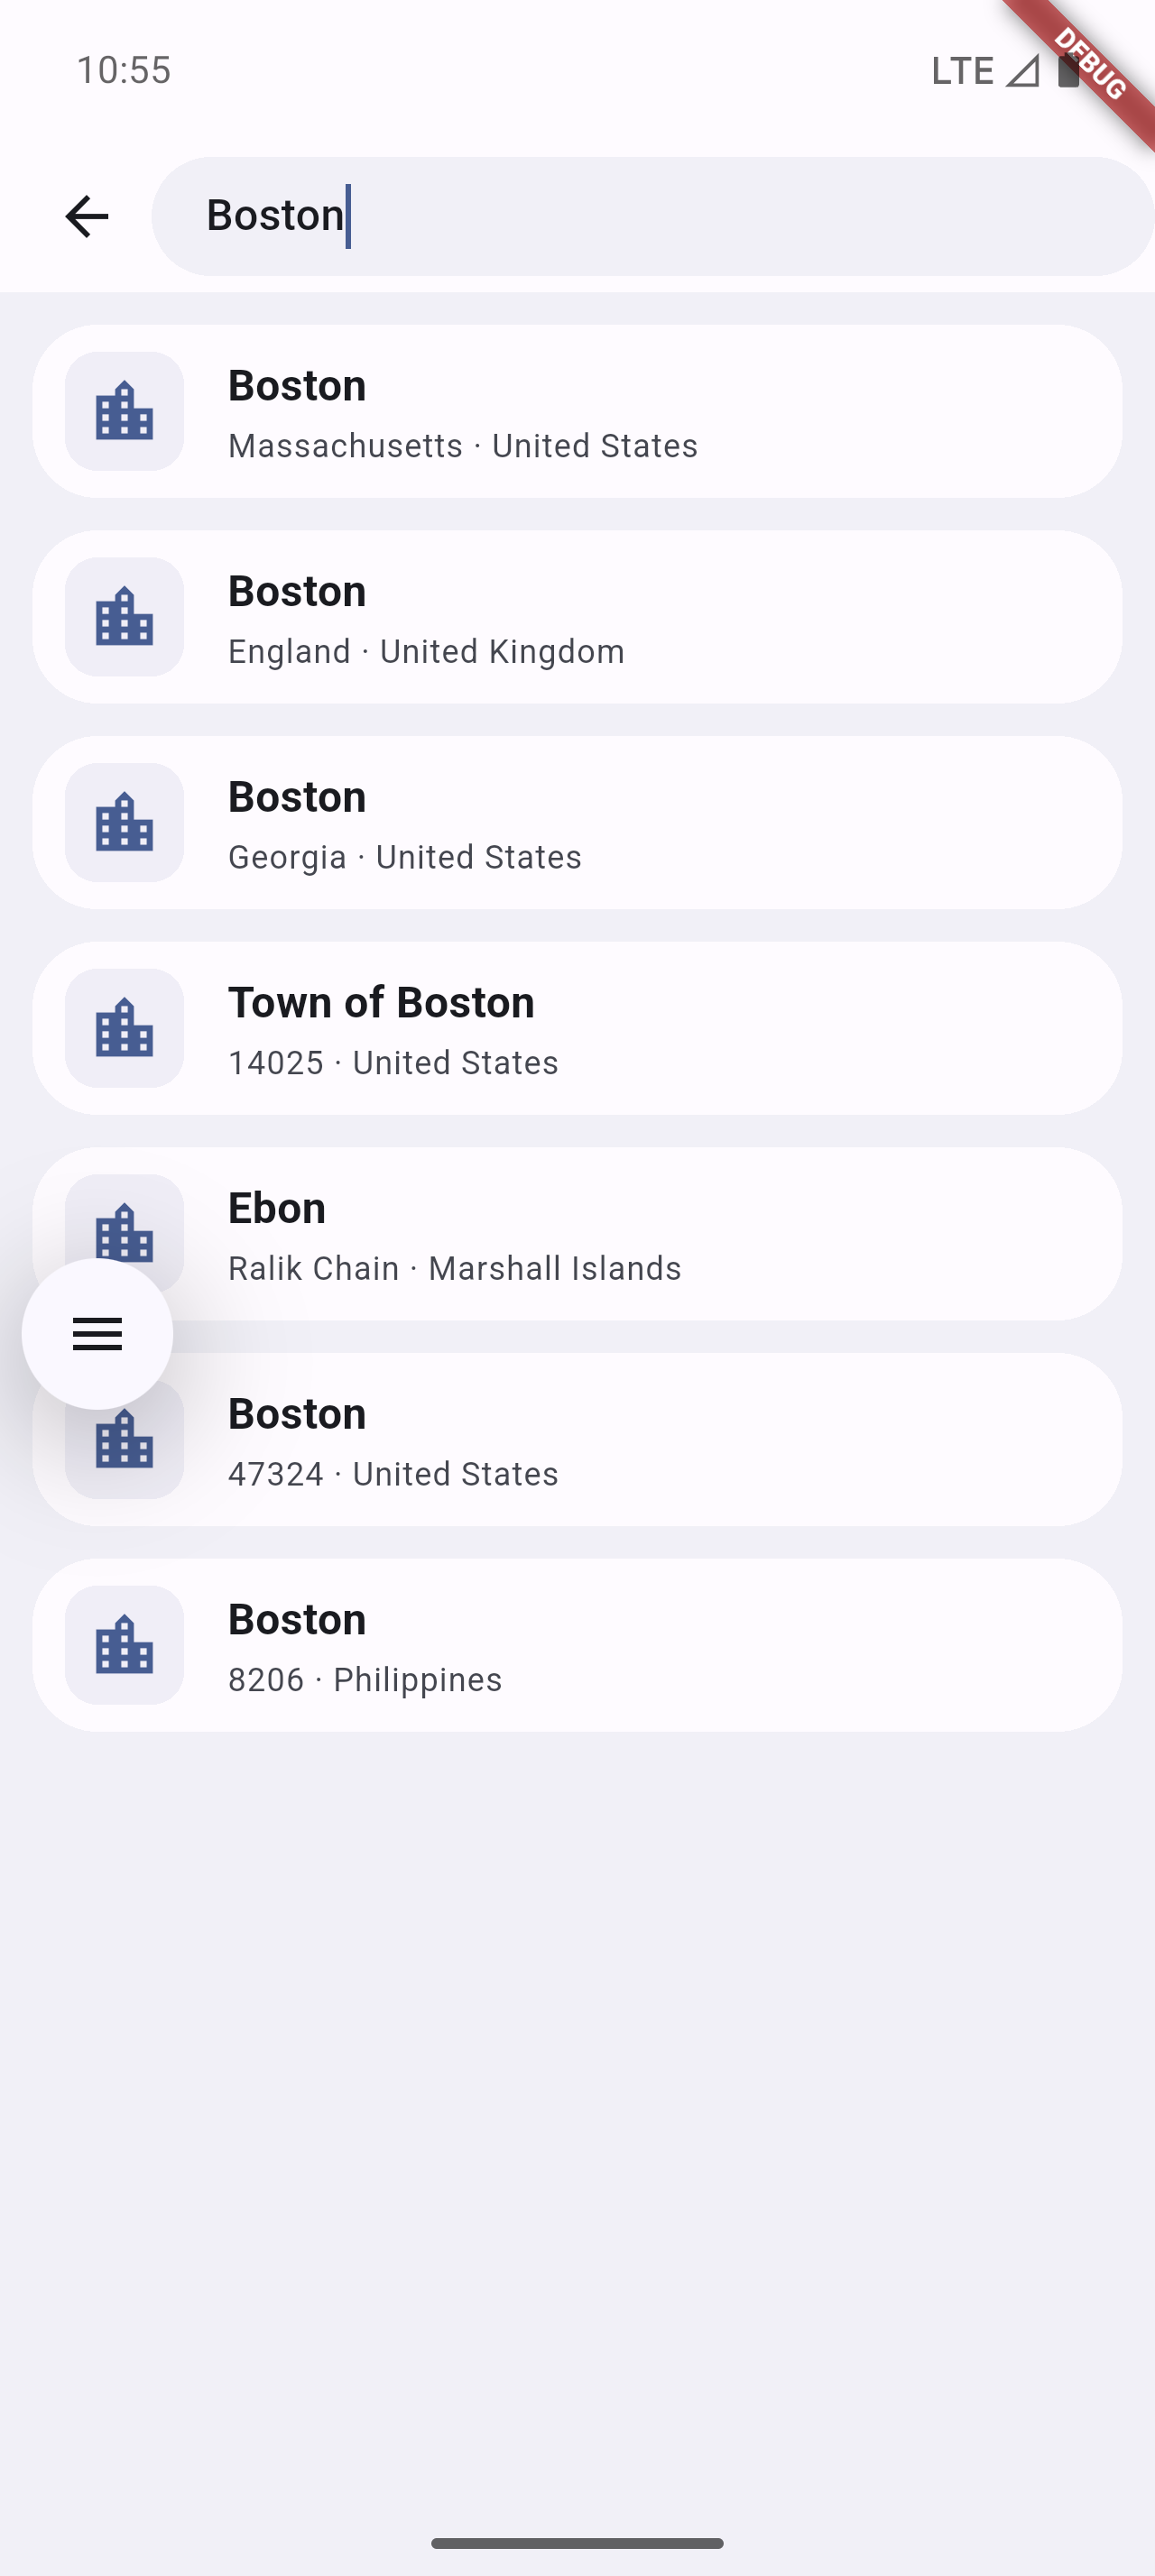 10:55
LTE
DEBUG
Boston
Boston
Massachusetts · United States
Boston
England · United Kingdom
Boston
Georgia · United States
Town of Boston
14025 · United States
Ebon
Ralik Chain · Marshall Islands
Boston
47324 · United States
Boston
8206 · Philippines